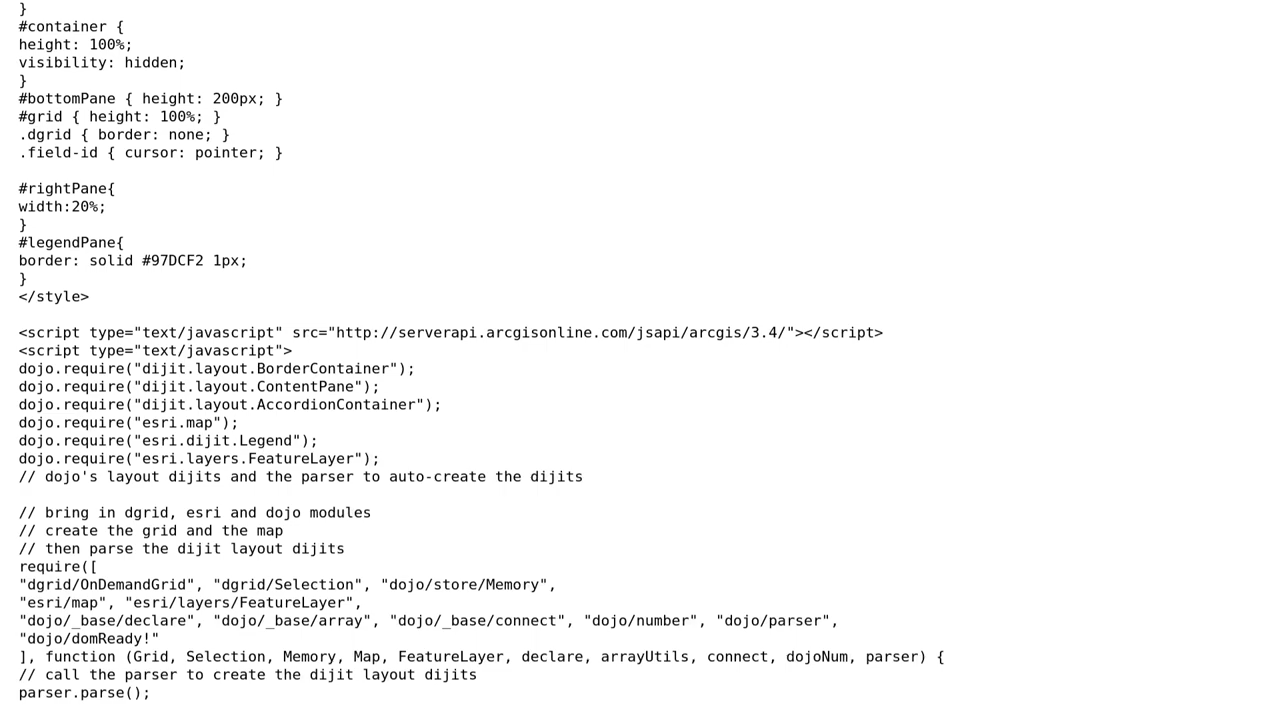 }
#container {
height: 100%;
visibility: hidden;
}
#bottomPane { height: 200px; }
#grid { height: 100%; }
.dgrid { border: none; }
.field-id { cursor: pointer; }

#rightPane{
width:20%;
}
#legendPane{
border: solid #97DCF2 1px;
}
</style>

<script type="text/javascript" src="http://serverapi.arcgisonline.com/jsapi/arcgis/3.4/"></script>
<script type="text/javascript">
dojo.require("dijit.layout.BorderContainer");
dojo.require("dijit.layout.ContentPane");
dojo.require("dijit.layout.AccordionContainer");
dojo.require("esri.map");
dojo.require("esri.dijit.Legend");
dojo.require("esri.layers.FeatureLayer");
// dojo's layout dijits and the parser to auto-create the dijits

// bring in dgrid, esri and dojo modules
// create the grid and the map
// then parse the dijit layout dijits
require([
"dgrid/OnDemandGrid", "dgrid/Selection", "dojo/store/Memory",
"esri/map", "esri/layers/FeatureLayer",
"dojo/_base/declare", "dojo/_base/array", "dojo/_base/connect", "dojo/number", "dojo/parser",
"dojo/domReady!"
], function (Grid, Selection, Memory, Map, FeatureLayer, declare, arrayUtils, connect, dojoNum, parser) {
// call the parser to create the dijit layout dijits
parser.parse();